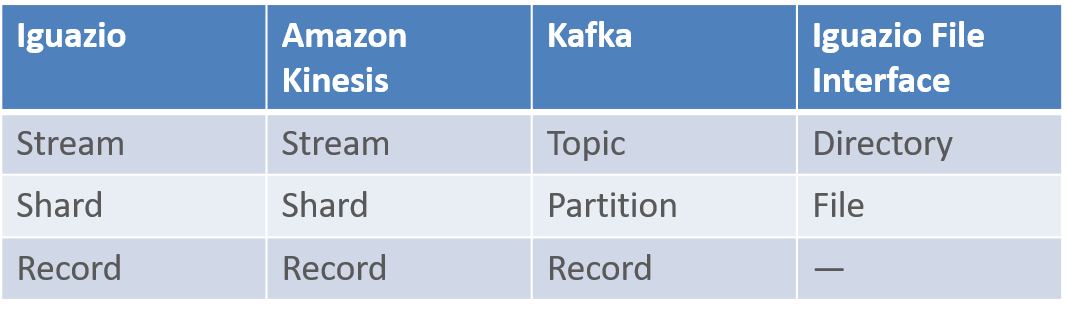 Iguazio
Amazon
Kinesis
Kafka
Iguazio File
Interface
Stream
Stream
Topic
Directory
Shard
Shard
Partition
File
Record
Record
Record
—